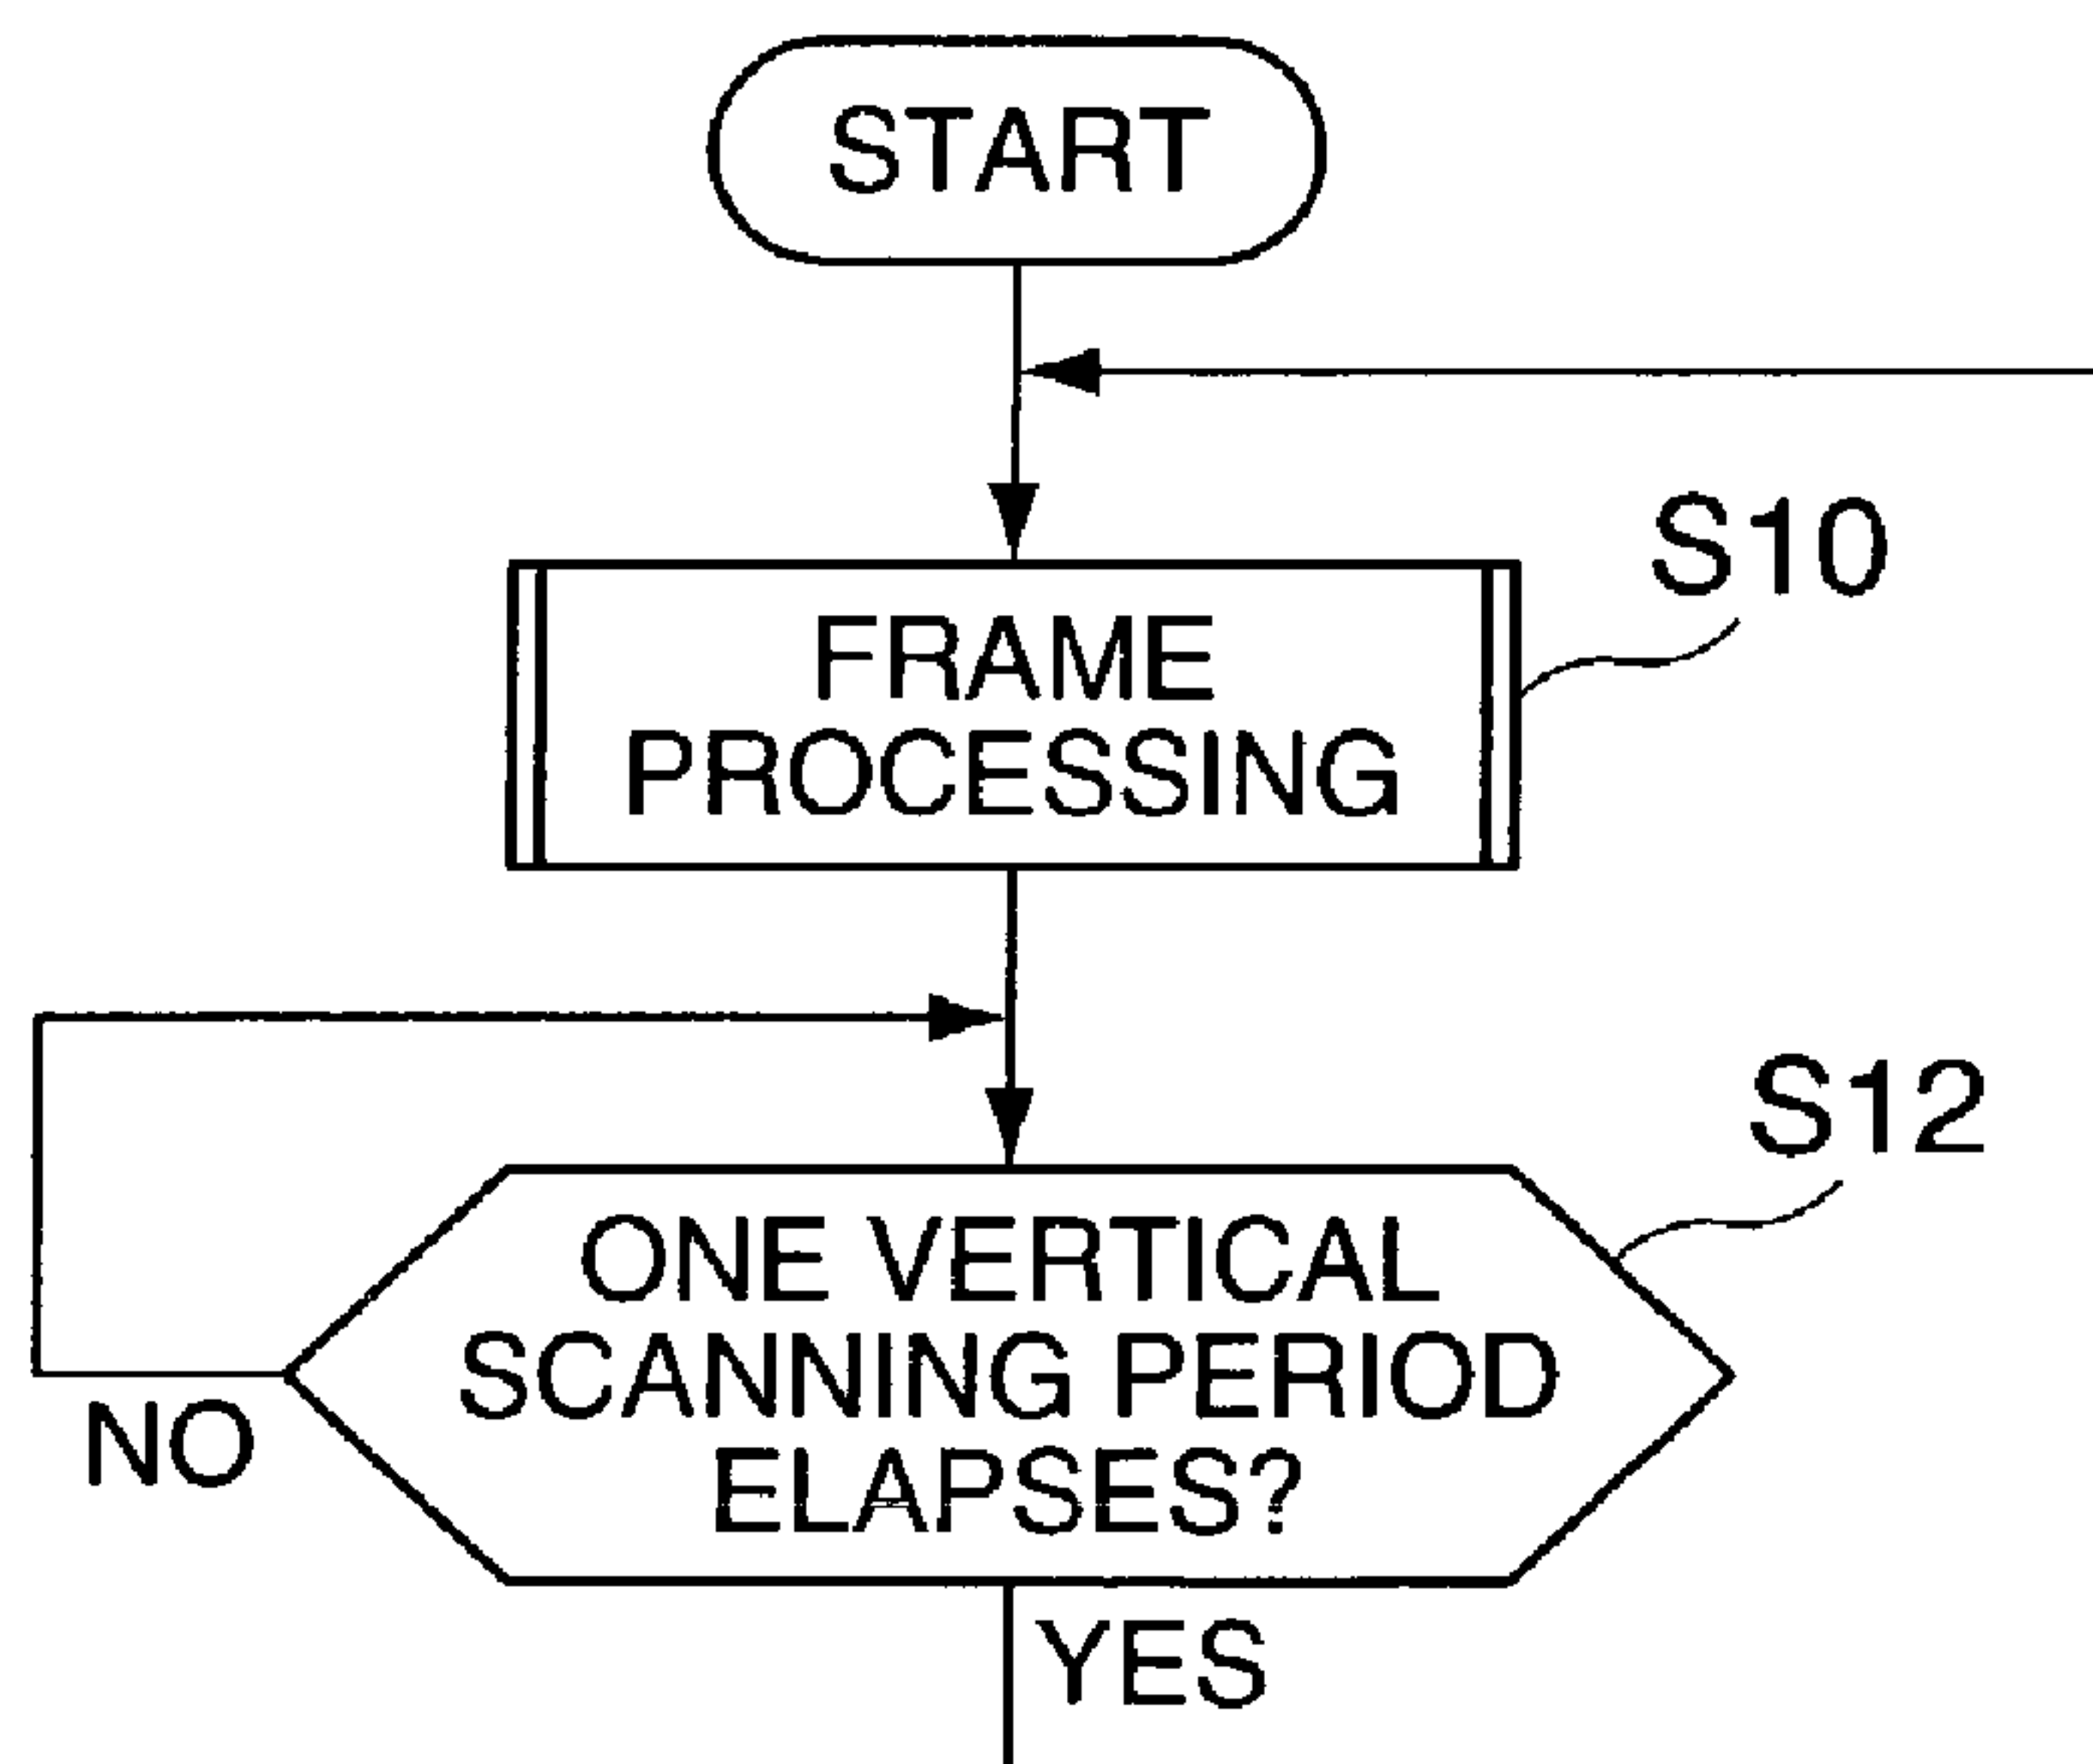 START
S10
FRAME
PROCESSING
S12
ONE VERTICAL
SCANNING PERIOD
ELAPSES?
NO
YES